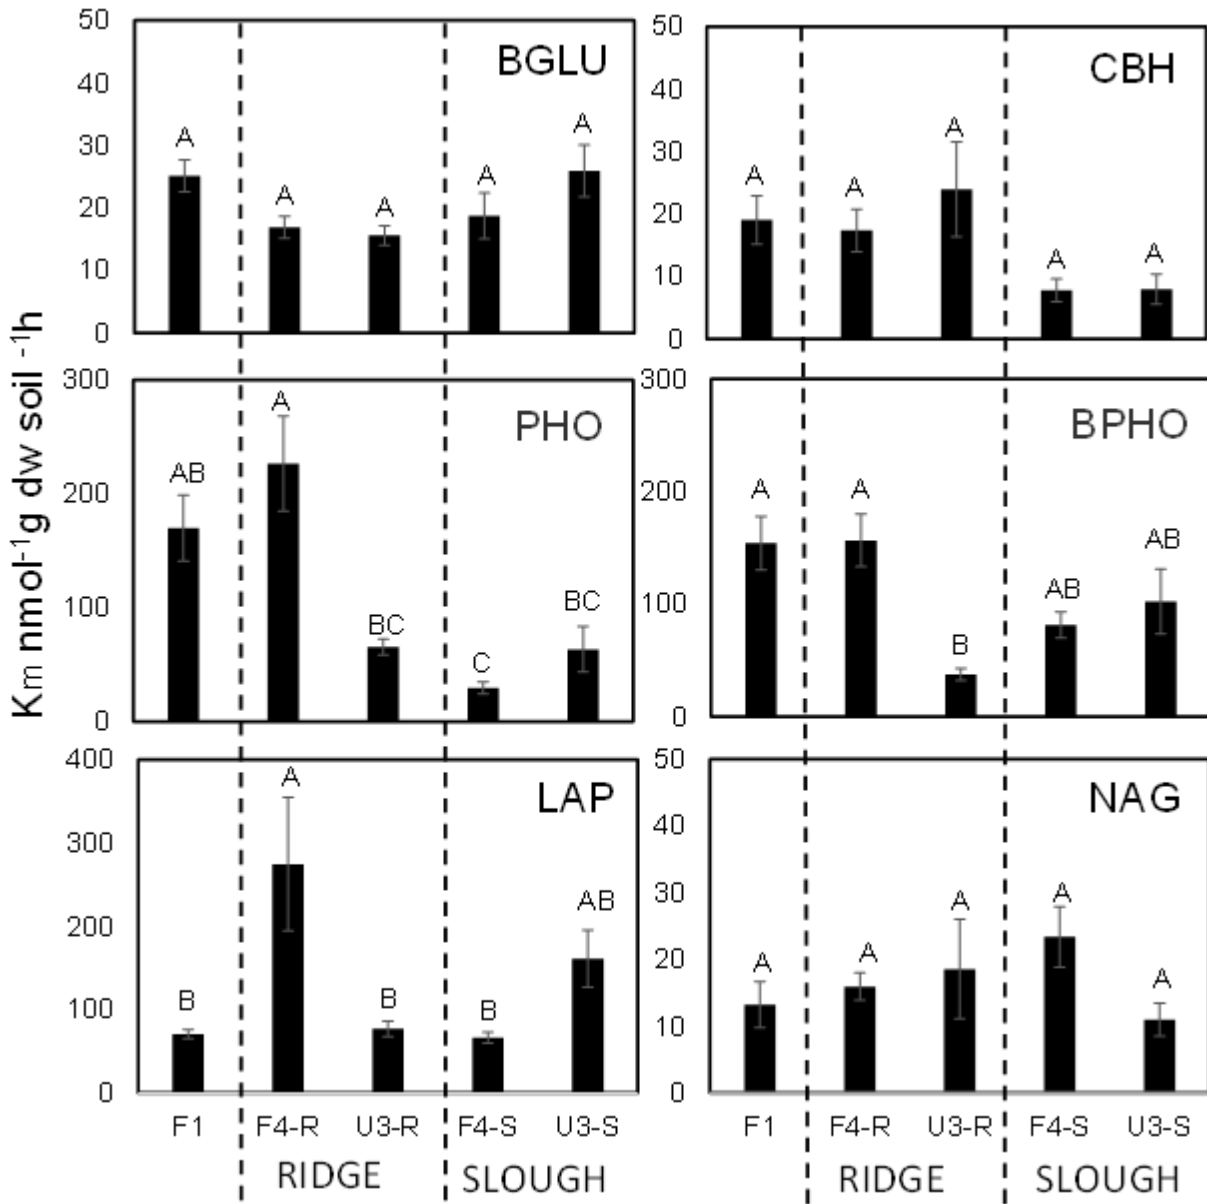 Km nmol-1g dw soil -1h
BGLU
50
40
30
20
10
0
A A A A A
CBH
50
40
30
20
10
0
A A A A A
PHO
300
200
100
0
AB A BC C BC
BPHO
300
200
100
0
A A B AB AB
LAP
400
300
200
100
0
B A B B AB
NAG
50
40
30
20
10
0
A A A A A
F1 F4-R U3-R F4-S U3-S
RIDGE SLOUGH
F1 F4-R U3-R F4-S U3-S
RIDGE SLOUGH